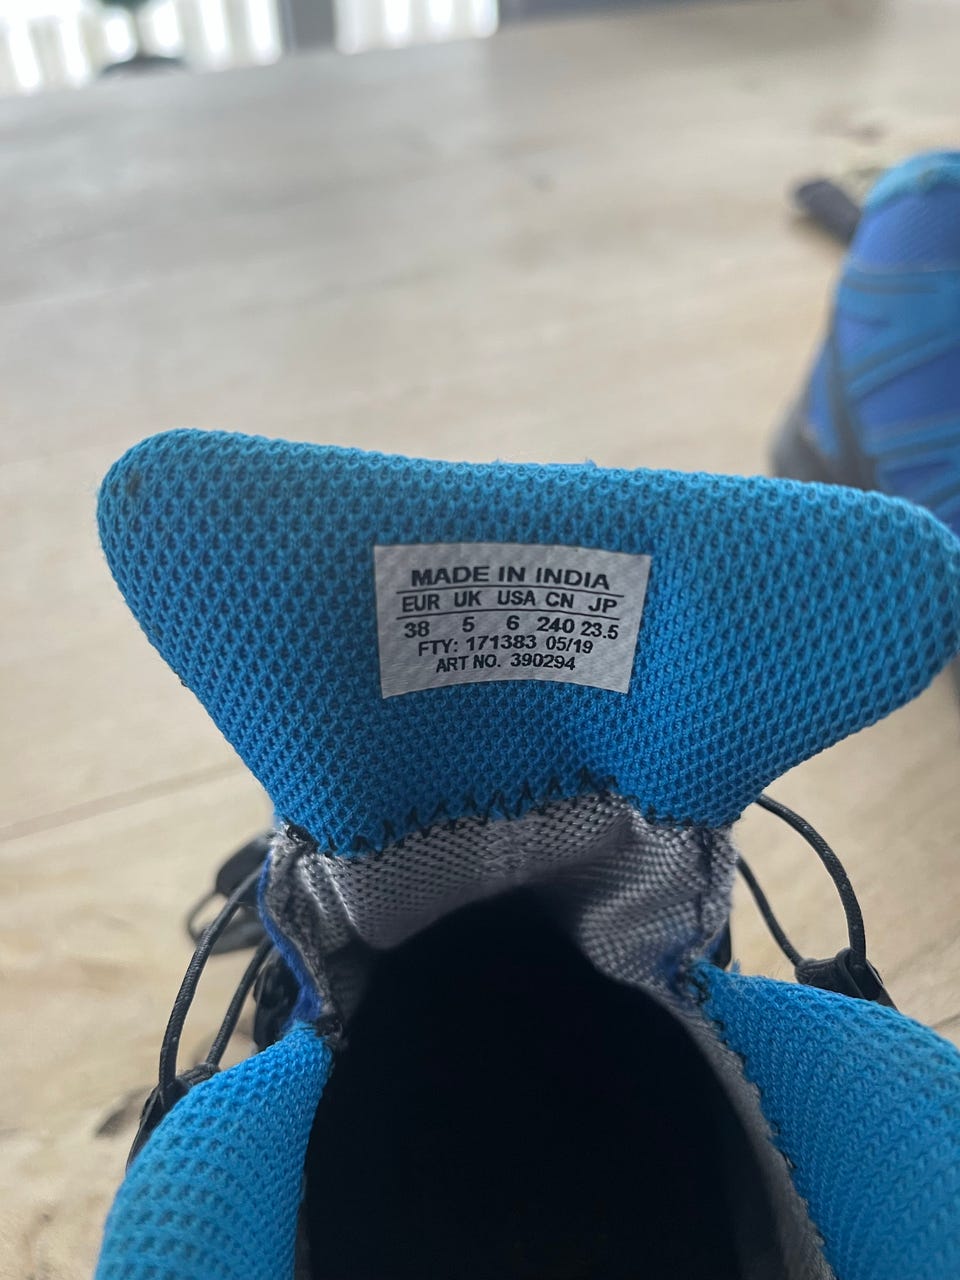 MADE IN INDIA
EUR UK USA CN JP
38 5 6 240 23.5
FTY: 171383 05/19
ART NO. 390294